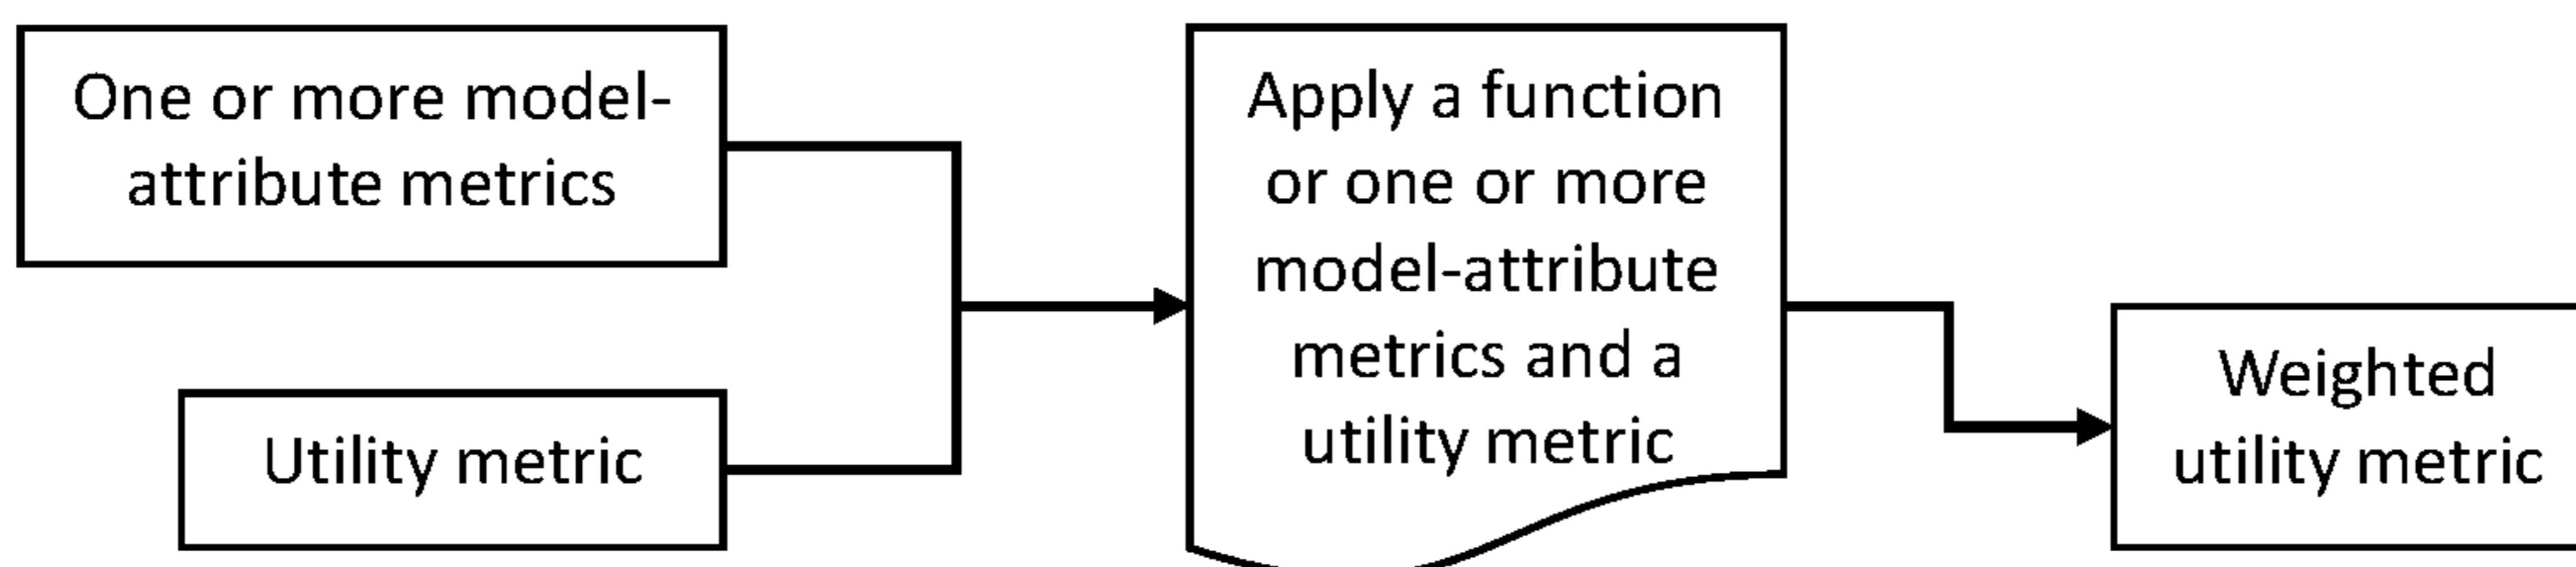 One or more model-
attribute metrics
Utility metric
Apply a function
or one or more
model-attribute
metrics and a
utility metric
Weighted
utility metric